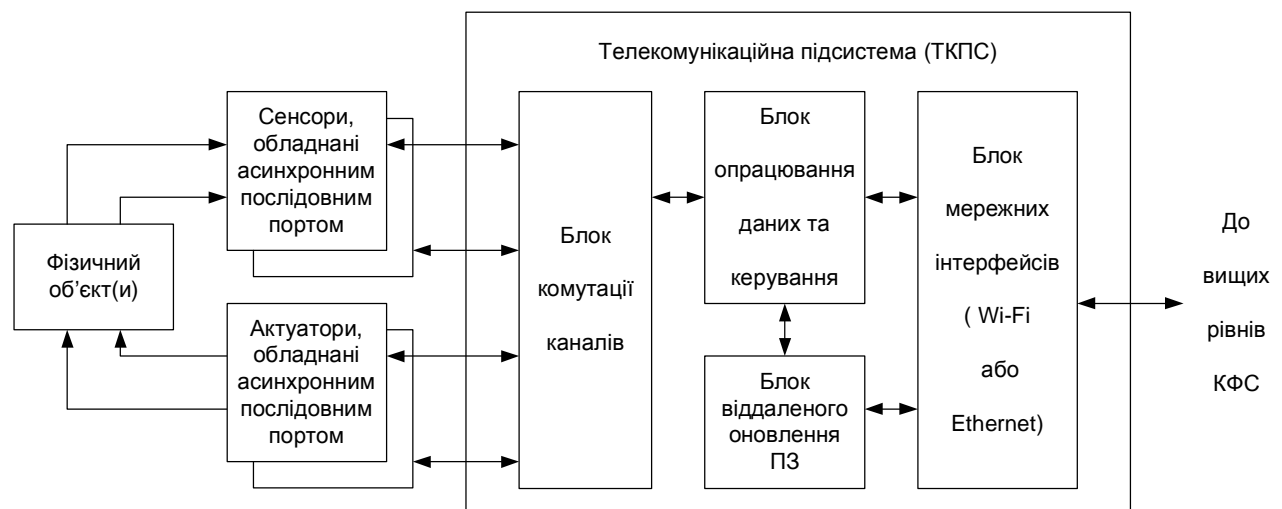 Телекомунікаційна підсистема (ТКПС)
Фізичний
об’єкт(и)
Сенсори,
обладнані
асинхронним
послідовним
портом
Актуатори,
обладнані
асинхронним
послідовним
портом
Блок
комутації
каналів
Блок
опрацювання
даних та
керування
Блок
віддаленого
оновлення
ПЗ
Блок
мережних
інтерфейсів
( Wi-Fi
або
Ethernet)
До
вищих
рівнів
КФС